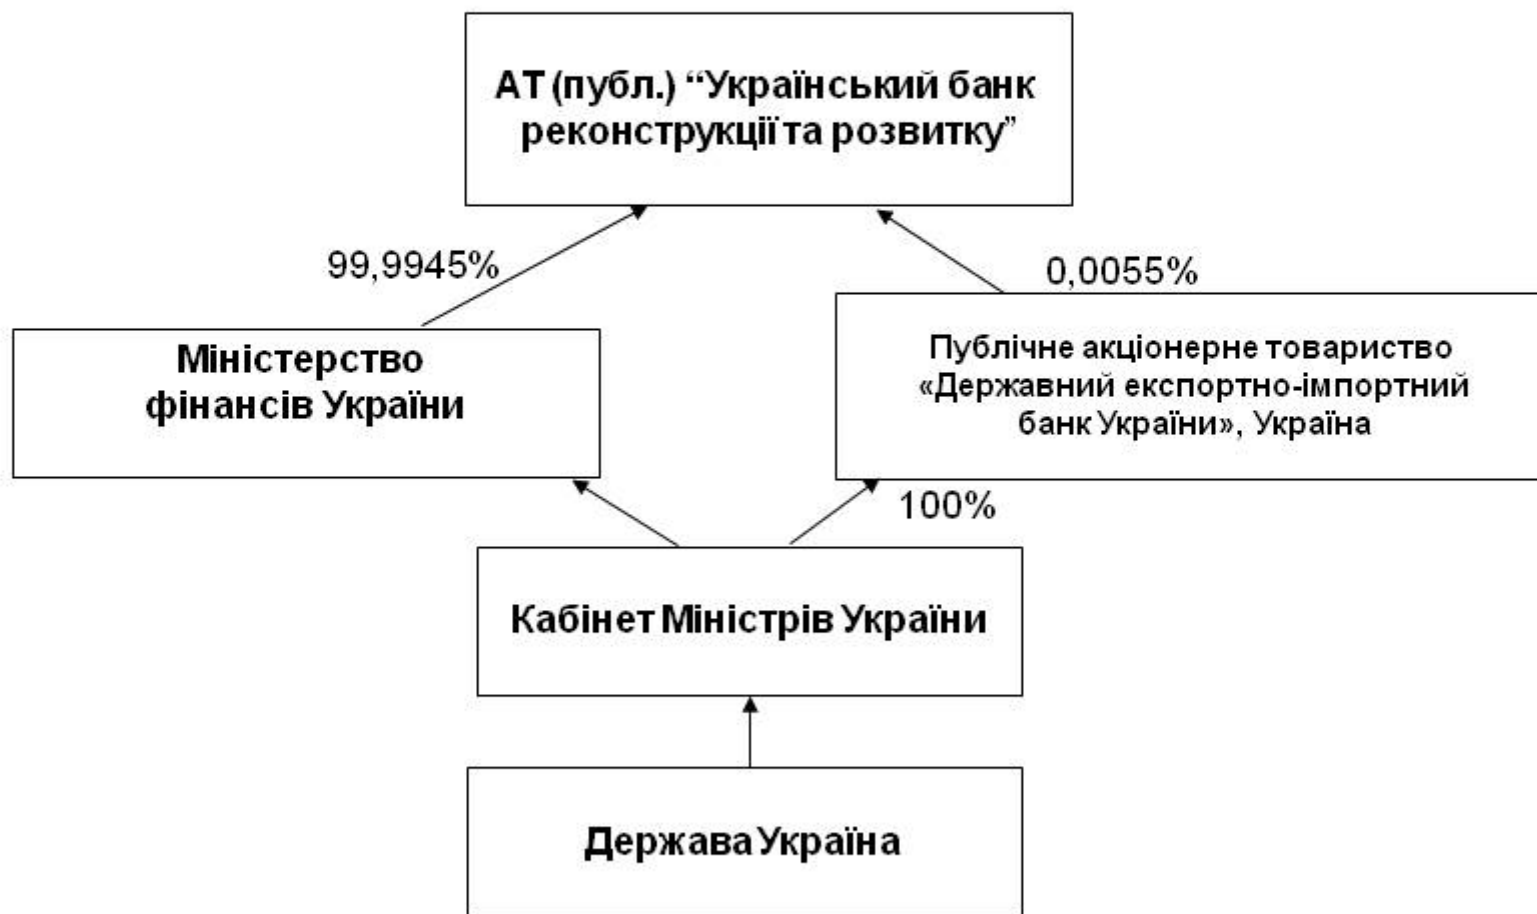 АТ (публ.) “Український банк
реконструкції та розвитку”
99,9945%
0,0055%
Міністерство
фінансів України
Публічне акціонерне товариство
«Державний експортно-імпортний
банк України», Україна
100%
Кабінет Міністрів України
Держава Україна